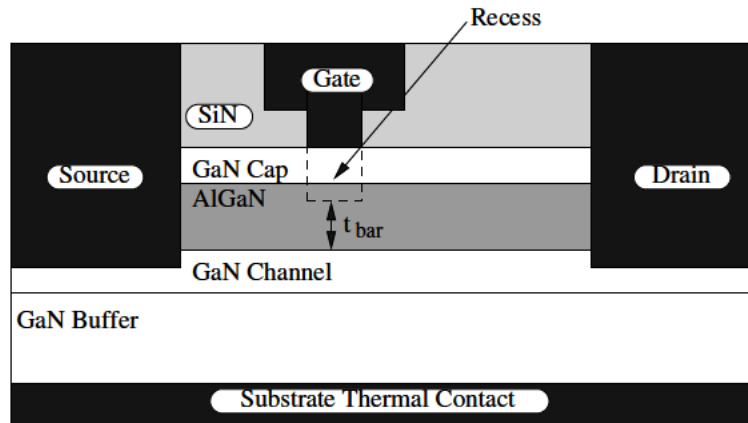 Recess
Gate
SiN
GaN Cap
Source
Drain
AlGaN
t bar
GaN Channel
GaN Buffer
Substrate Thermal Contact